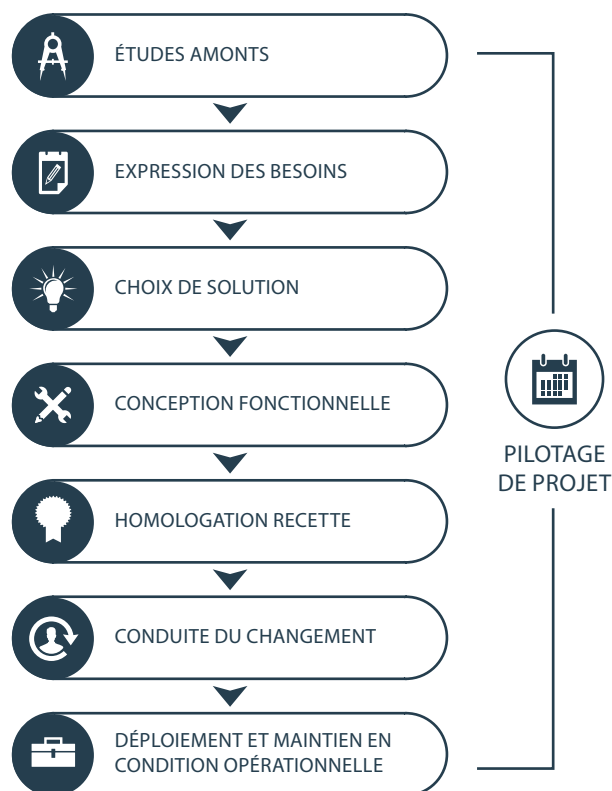 ÉTUDES AMONTS
EXPRESSION DES BESOINS
CHOIX DE SOLUTION
CONCEPTION FONCTIONNELLE
HOMOLOGATION RECETTE
CONDUITE DU CHANGEMENT
DÉPLOIEMENT ET MAINTIEN EN
CONDITION OPÉRATIONNELLE
PILOTAGE
DE PROJET